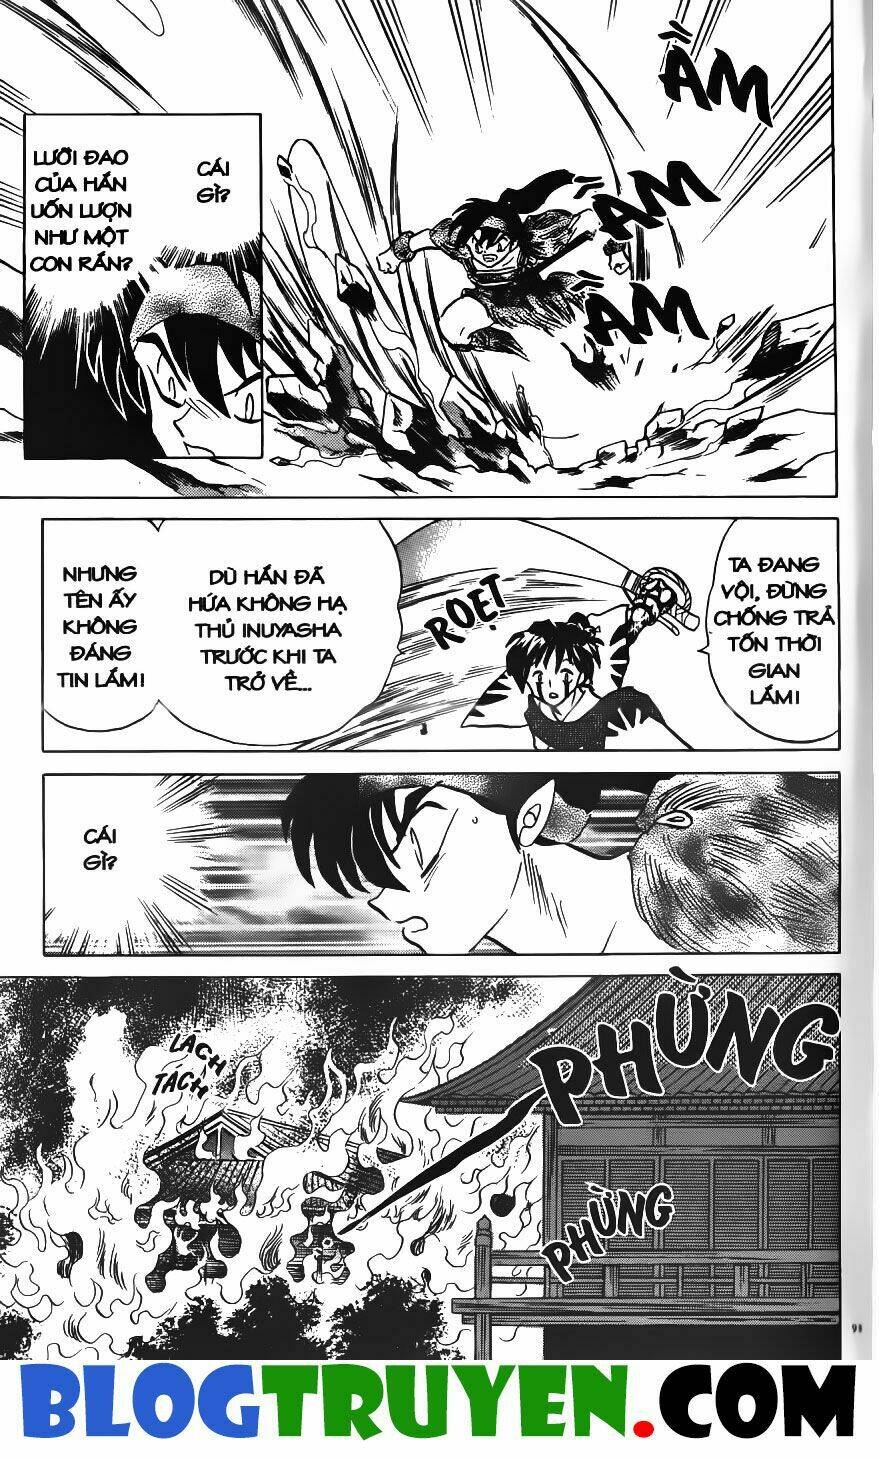 ẦM
ẦM
ẦM
CÁI
GÌ?
LƯỠI ĐAO
CỦA HẮN
UỐN LƯỢN
NHƯ MỘT
CON RẮN?
TA ĐANG
VỘI, ĐỪNG
CHỐNG TRẢ
TỐN THỜI
GIAN
LẮM!
ROẸT
DÙ HẮN ĐÃ
HỨA KHÔNG HẠ
THỦ INUYASHA
TRƯỚC KHI TA
TRỞ VỀ...
NHƯNG
TÊN ẤY
KHÔNG
ĐÁNG
TIN LẮM!
CÁI
GÌ?
PHỪNG
LÁCH
TÁCH
PHỪNG
91
BLOGTRUYEN.COM